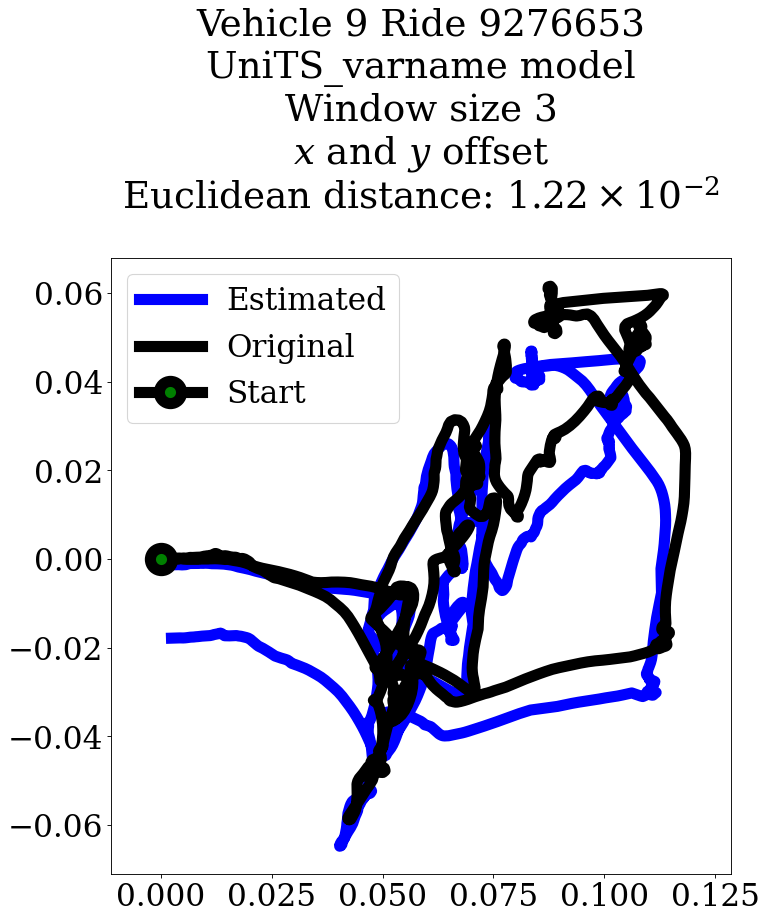 Vehicle 9 Ride 9276653
UniTS_varname model
Window size 3
x and y offset
Euclidean distance: 1.22 × 10⁻²
Estimated
Original
Start
0.06
0.04
0.02
0.00
−0.02
−0.04
−0.06
0.000 0.025 0.050 0.075 0.100 0.125